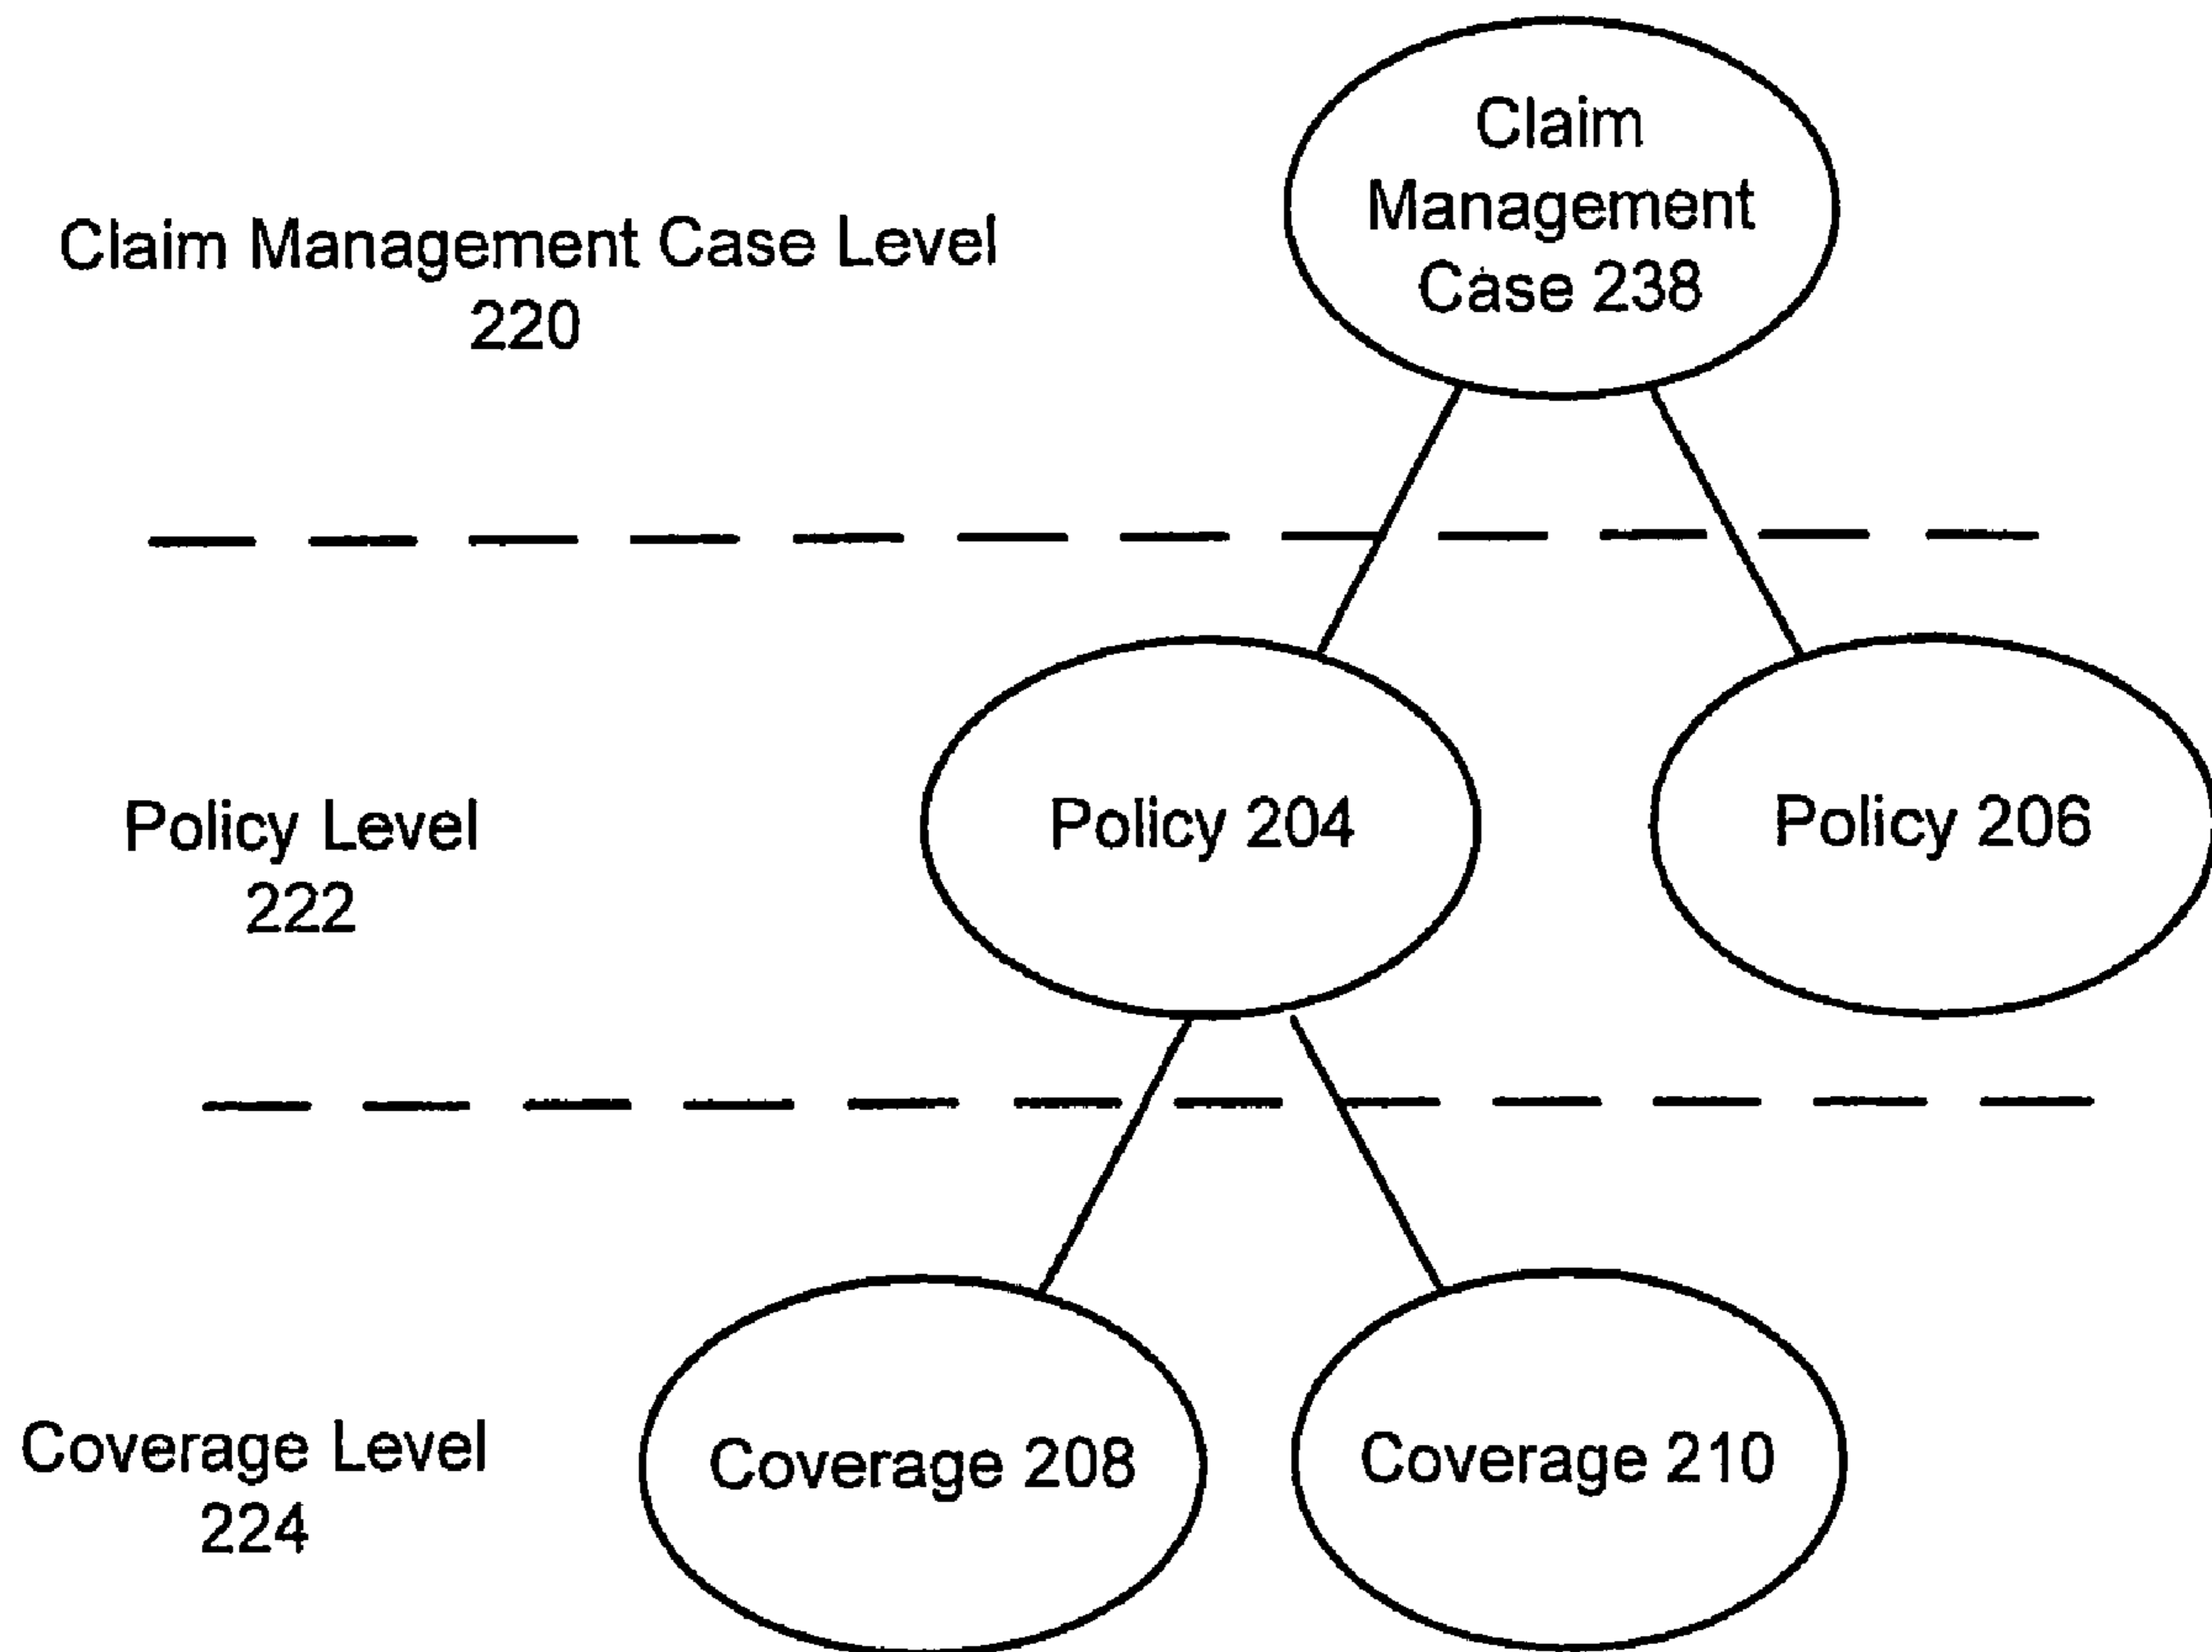 Claim
Management
Case 238
Claim Management Case Level
220
Policy Level
222
Policy 204
Policy 206
Coverage Level
224
Coverage 208
Coverage 210